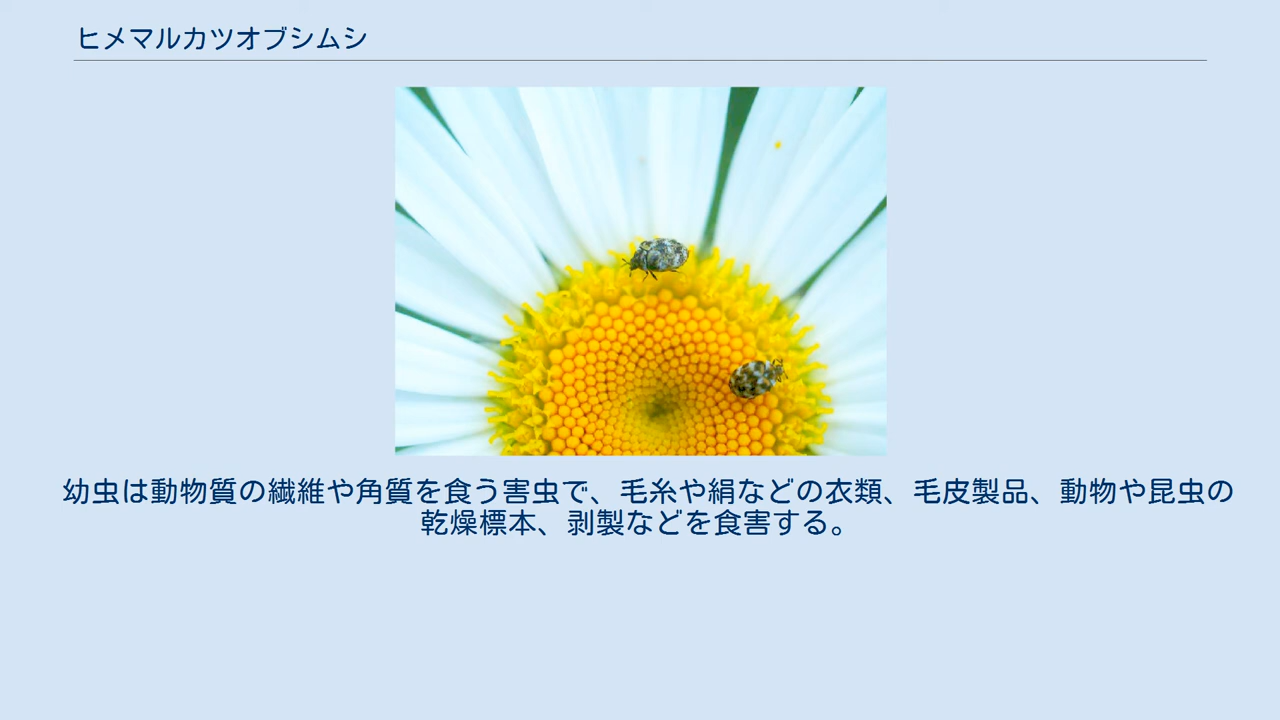 ヒメマルカツオブシムシ
幼虫は動物質の繊維や角質を食う害虫で、毛糸や絹などの衣類、毛皮製品、動物や昆虫の
乾燥標本、剥製などを食害する。